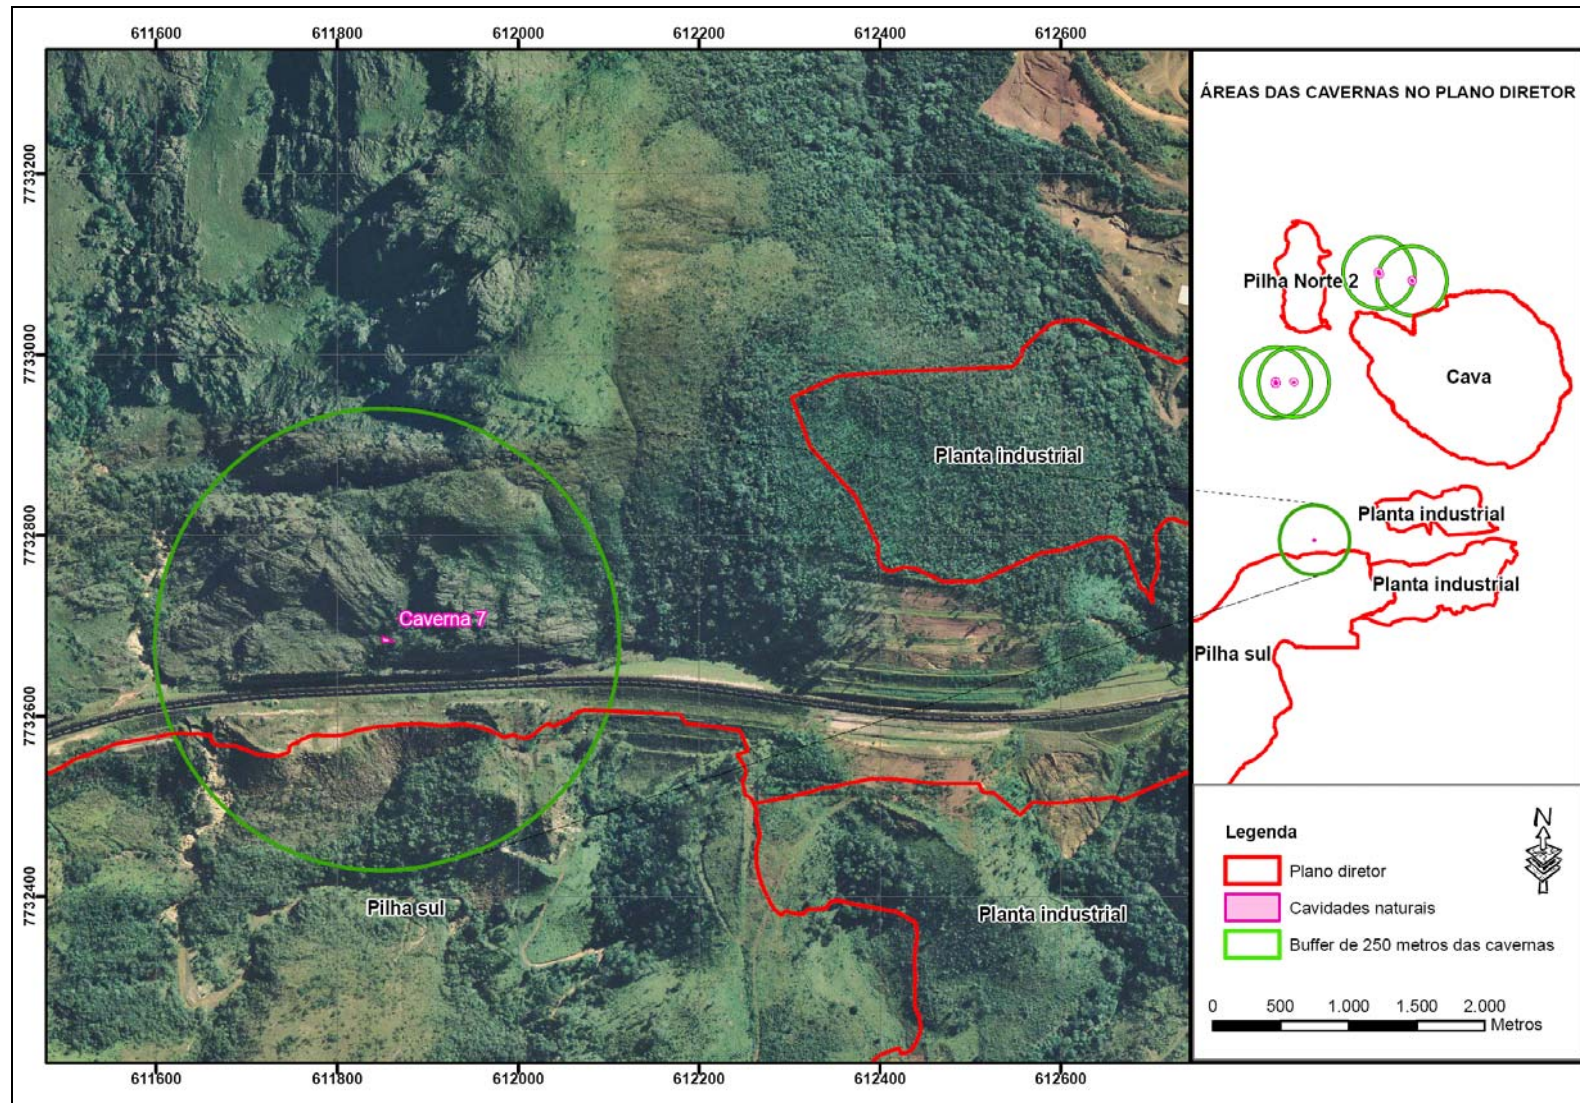 611600 611800 612000 612200 612400 612600
7733200
7733000
7732800
7732600
7732400
Planta industrial
Caverna 7
Pilha sul
Planta industrial
611600 611800 612000 612200 612400 612600
ÁREAS DAS CAVERNAS NO PLANO DIRETOR
Pilha Norte 2
Cava
Planta industrial
Planta industrial
Pilha sul
Legenda
N
Plano diretor
Cavidades naturais
Buffer de 250 metros das cavernas
0 500 1.000 1.500 2.000
Metros